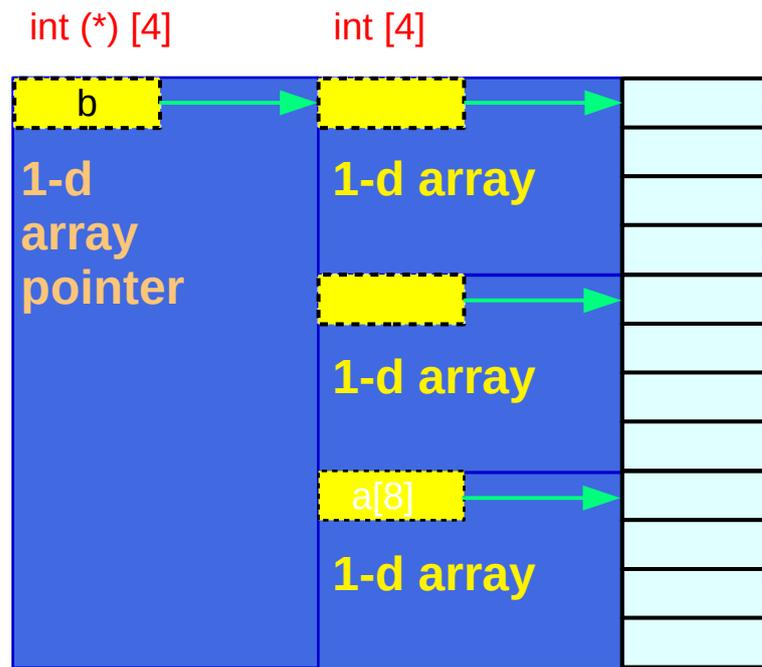 int (*) [4]
int [4]
b
1-d
array
pointer
1-d array
1-d array
a[8]
1-d array